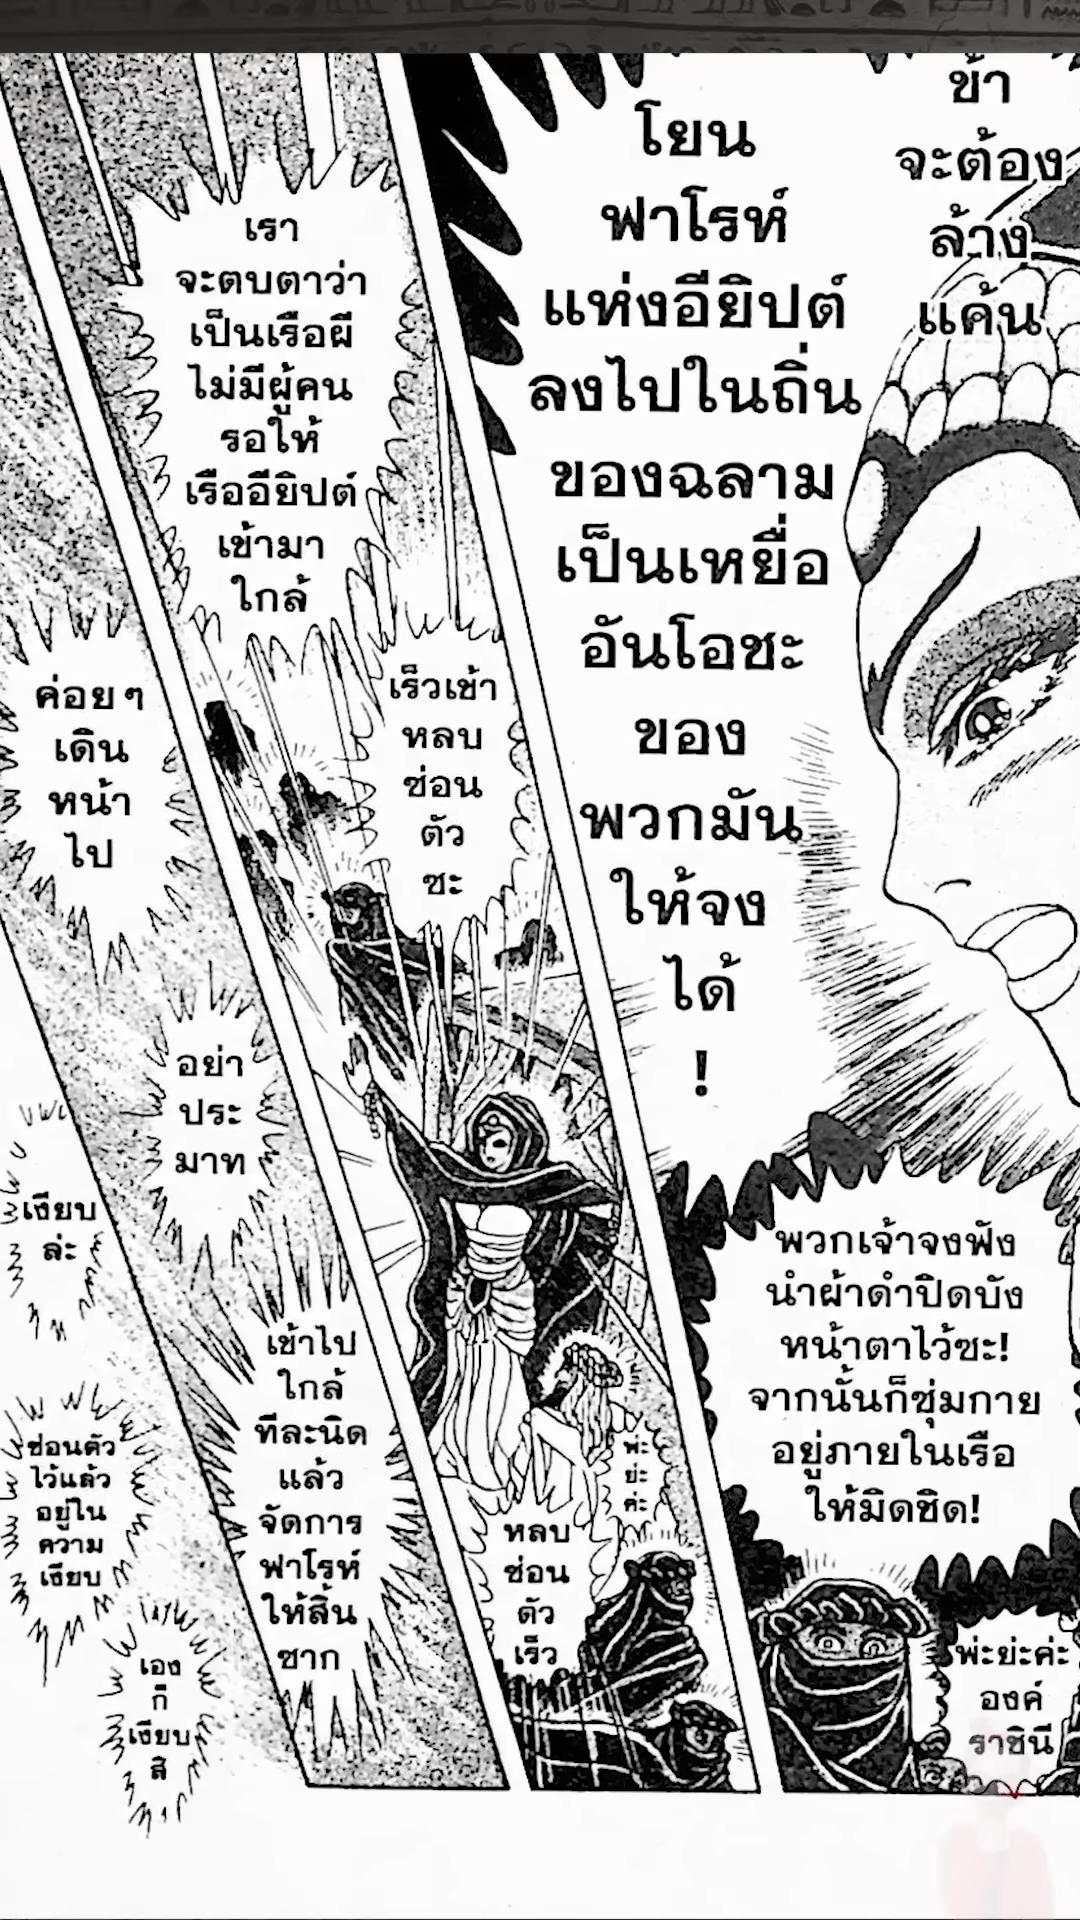 ข้า
จะต้อง
ล้าง
แค้น
โยน
ฟาโรห์
แห่งอียิปต์
ลงไปในถิ่น
ของฉลาม
เป็นเหยื่อ
อันโอชะ
ของ
พวกมัน
ให้จง
ได้
!
พวกเจ้าจงฟัง
นำผ้าดำปิดบัง
หน้าตาไว้ซะ!
จากนั้นก็ซุ่มกาย
อยู่ภายในเรือ
ให้มิดชิด!
พ่ะย่ะค่ะ
องค์
ราชินี
เรา
จะตบตาว่า
เป็นเรือผี
ไม่มีผู้คน
รอให้
เรืออียิปต์
เข้ามา
ใกล้
เร็วเข้า
หลบ
ซ่อน
ตัว
ซะ
พ่ะ
ย่ะ
ค่ะ
หลบ
ซ่อน
ตัว
เร็ว
ค่อยๆ
เดิน
หน้า
ไป
อย่า
ประ
มาท
เข้าไป
ใกล้
ทีละนิด
แล้ว
จัดการ
ฟาโรห์
ให้สิ้น
ซาก
เงียบ
ล่ะ
ซ่อนตัว
ไว้แล้ว
อยู่ใน
ความ
เงียบ
เอง
ก็
เงียบ
สิ